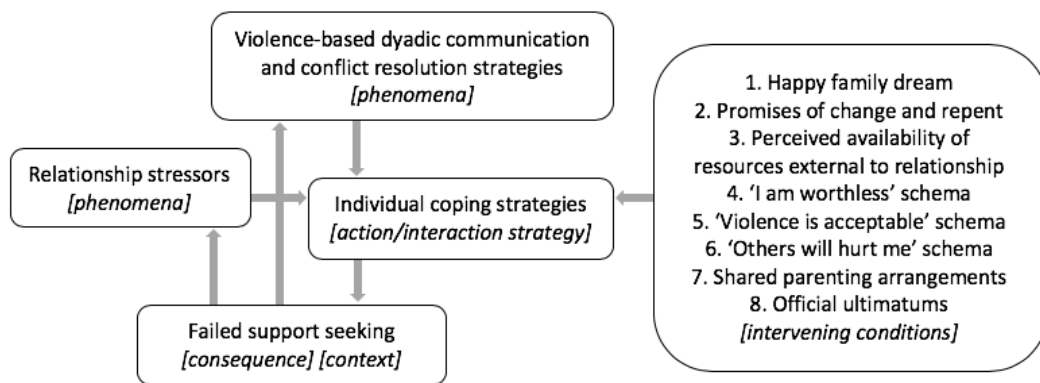 Violence-based dyadic communication
and conflict resolution strategies
[phenomena]
Relationship stressors
[phenomena]
Individual coping strategies
[action/interaction strategy]
Failed support seeking
[consequence] [context]
1. Happy family dream
2. Promises of change and repent
3. Perceived availability of
resources external to relationship
4. ‘I am worthless’ schema
5. ‘Violence is acceptable’ schema
6. ‘Others will hurt me’ schema
7. Shared parenting arrangements
8. Official ultimatums
[intervening conditions]